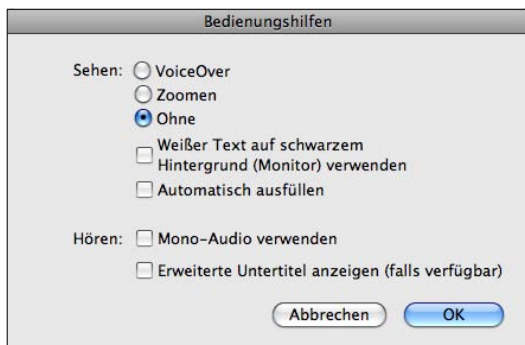 Bedienungshilfen
Sehen: VoiceOver
Zoomen
Ohne
Weißer Text auf schwarzem
Hintergrund (Monitor) verwenden
Automatisch ausfüllen
Hören: Mono-Audio verwenden
Erweiterte Untertitel anzeigen (falls verfügbar)
Abbrechen OK